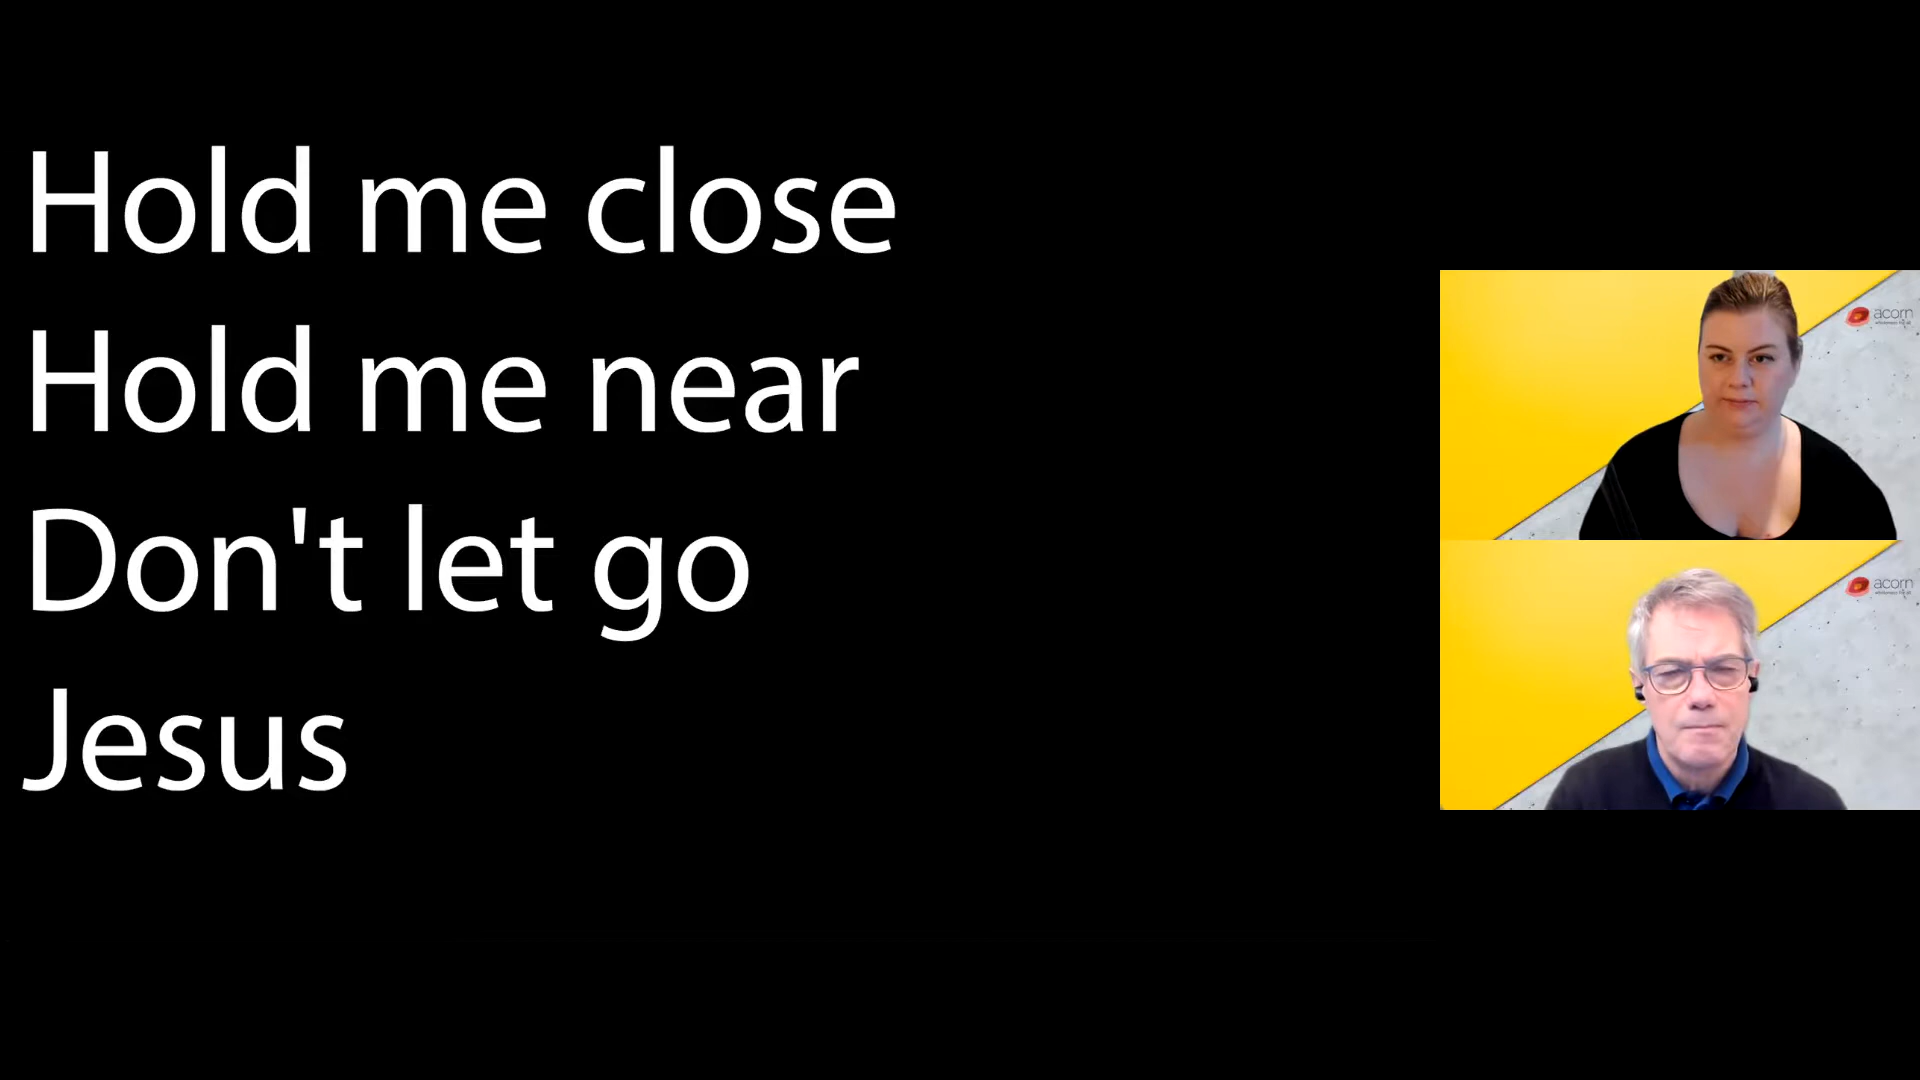 Hold me close
Hold me near
Don't let go
Jesus
acorn
acorn